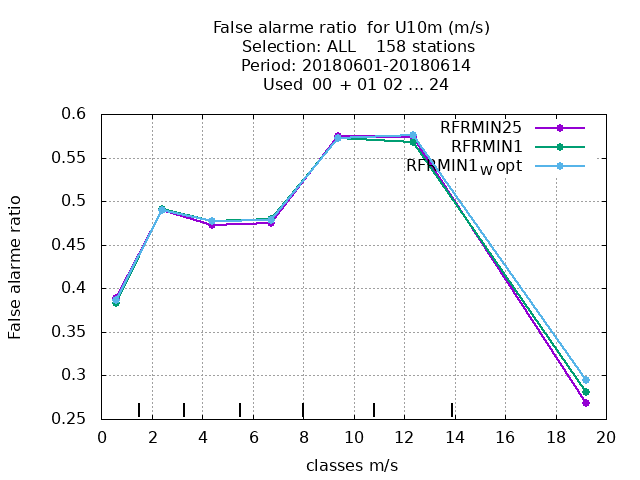 False alarme ratio  for U10m (m/s)
Selection: ALL    158 stations
Period: 20180601-20180614
Used  00 + 01 02 ... 24
RFRMIN25
RFRMIN1
RFRMIN1W opt
0.6
0.55
0.5
0.45
0.4
0.35
0.3
0.25
False alarme ratio
0 2 4 6 8 10 12 14 16 18 20
classes m/s